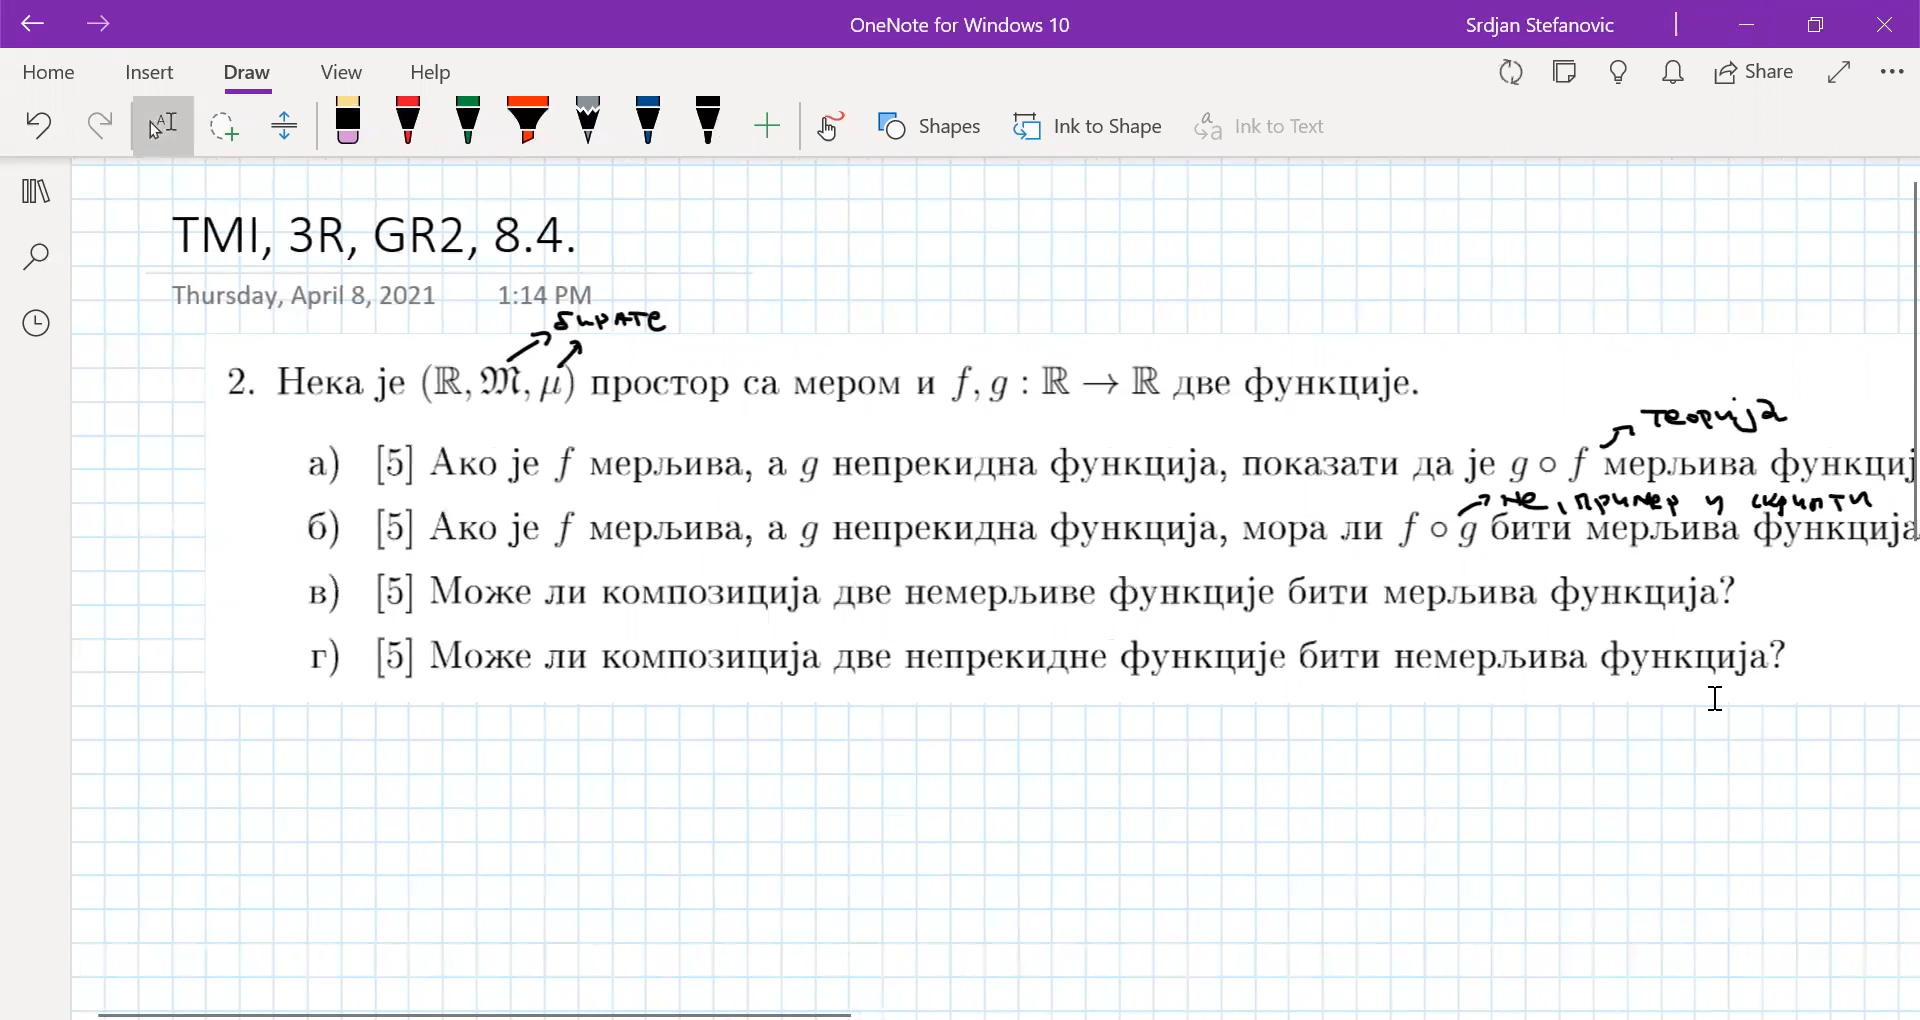 OneNote for Windows 10
Srdjan Stefanovic
Home Insert Draw View Help
Share
Shapes Ink to Shape Ink to Text
TMI, 3R, GR2, 8.4.
Thursday, April 8, 2021 1:14 PM
бирате
2. Нека је (ℝ, 𝔐, μ) простор са мером и f, g : ℝ → ℝ две функције.
теорија
а) [5] Ако је f мерљива, а g непрекидна функција, показати да је g ∘ f мерљива функциј
не, пример у скрипти
б) [5] Ако је f мерљива, а g непрекидна функција, мора ли f ∘ g бити мерљива функција
в) [5] Може ли композиција две немерљиве функције бити мерљива функција?
г) [5] Може ли композиција две непрекидне функције бити немерљива функција?